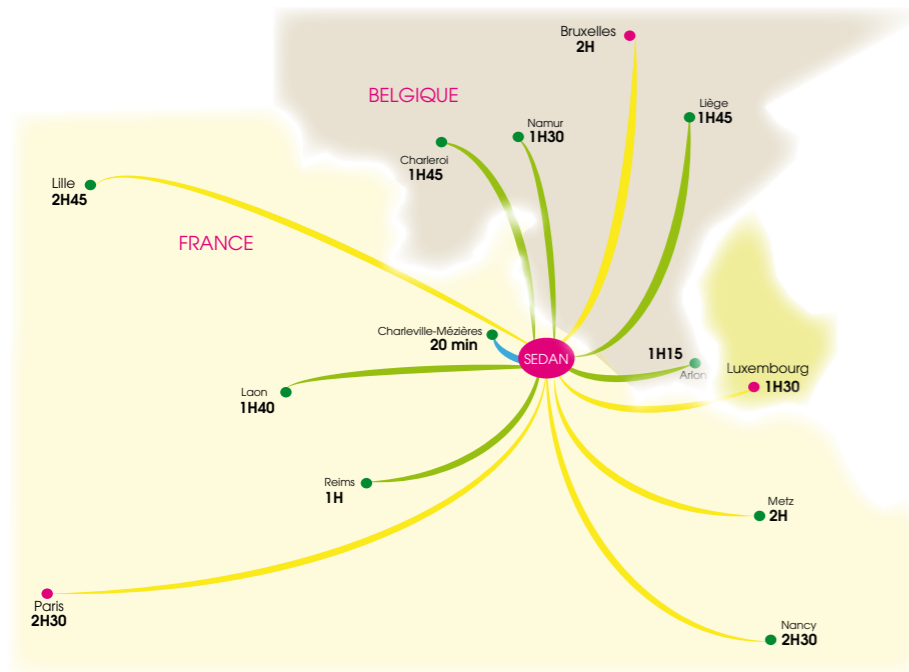 Bruxelles
2H
BELGIQUE
Liège
1H45
Namur
1H30
Charleroi
1H45
Lille
2H45
FRANCE
Charleville-Mézières
20 min
SEDAN
1H15
Arlon
Luxembourg
1H30
Laon
1H40
Reims
1H
Metz
2H
Paris
2H30
Nancy
2H30